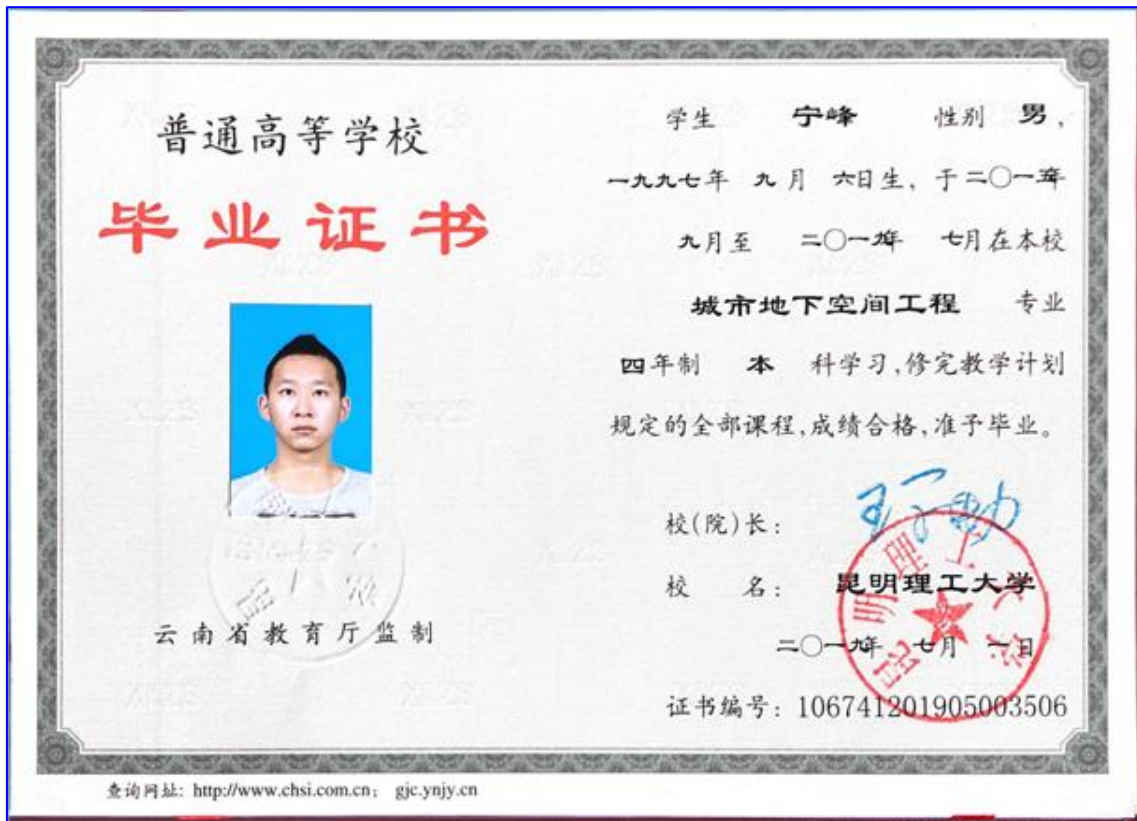 普通高等学校
毕业证书
云南省教育厅监制
学生 宁峰 性别 男，
一九九七年 九月 六日生，于二〇一五年
九月至 二〇一九年 七月在本校
城市地下空间工程 专业
四年制 本 科学习，修完教学计划
规定的全部课程，成绩合格，准予毕业。
校(院)长：
校 名： 昆明理工大学
昆明理工大学
二〇一九年 七月 一日
证书编号：106741201905003506
查询网址：http://www.chsi.com.cn； gjc.ynjy.cn